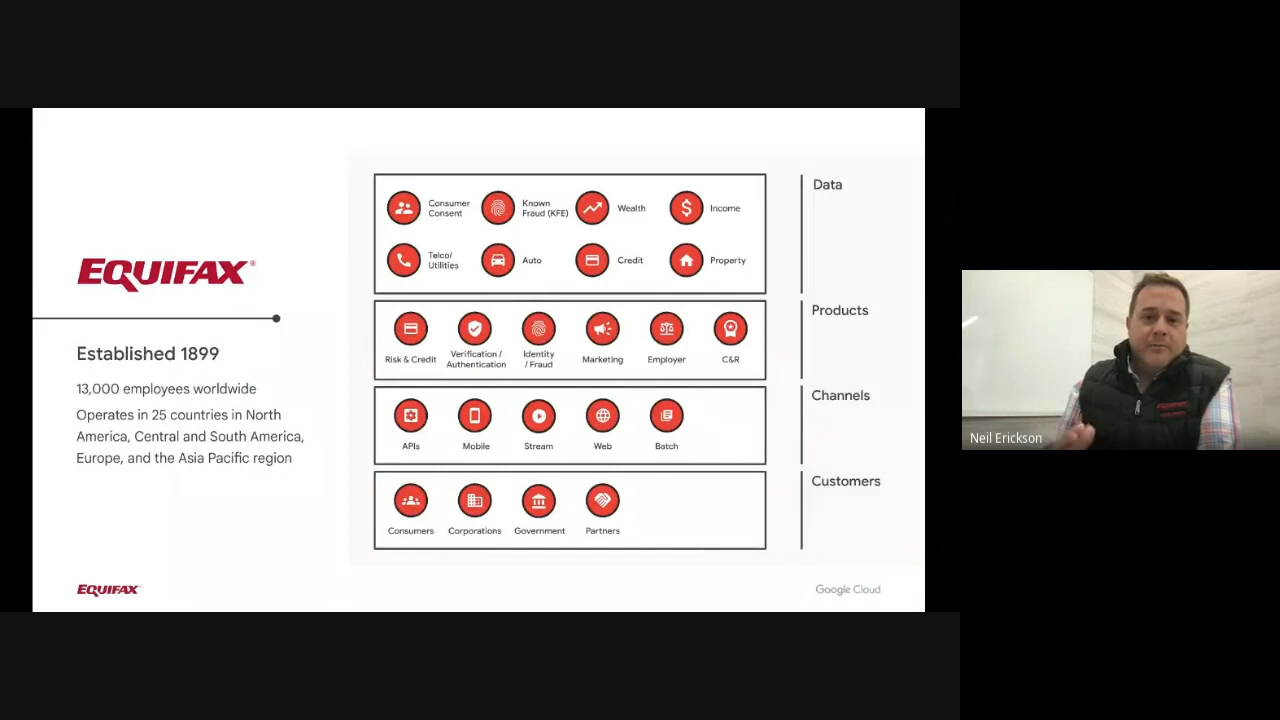 EQUIFAX®
Established 1899
13,000 employees worldwide
Operates in 25 countries in North
America, Central and South America,
Europe, and the Asia Pacific region
Data
Consumer
Consent
Known
Fraud (KFE)
Wealth
Income
Telco/
Utilities
Auto
Credit
Property
Products
Risk & Credit
Verification /
Authentication
Identity
/ Fraud
Marketing
Employer
C&R
Channels
APIs
Mobile
Stream
Web
Batch
Customers
Consumers
Corporations
Government
Partners
EQUIFAX
Google Cloud
EQUIFAX
Neil Erickson